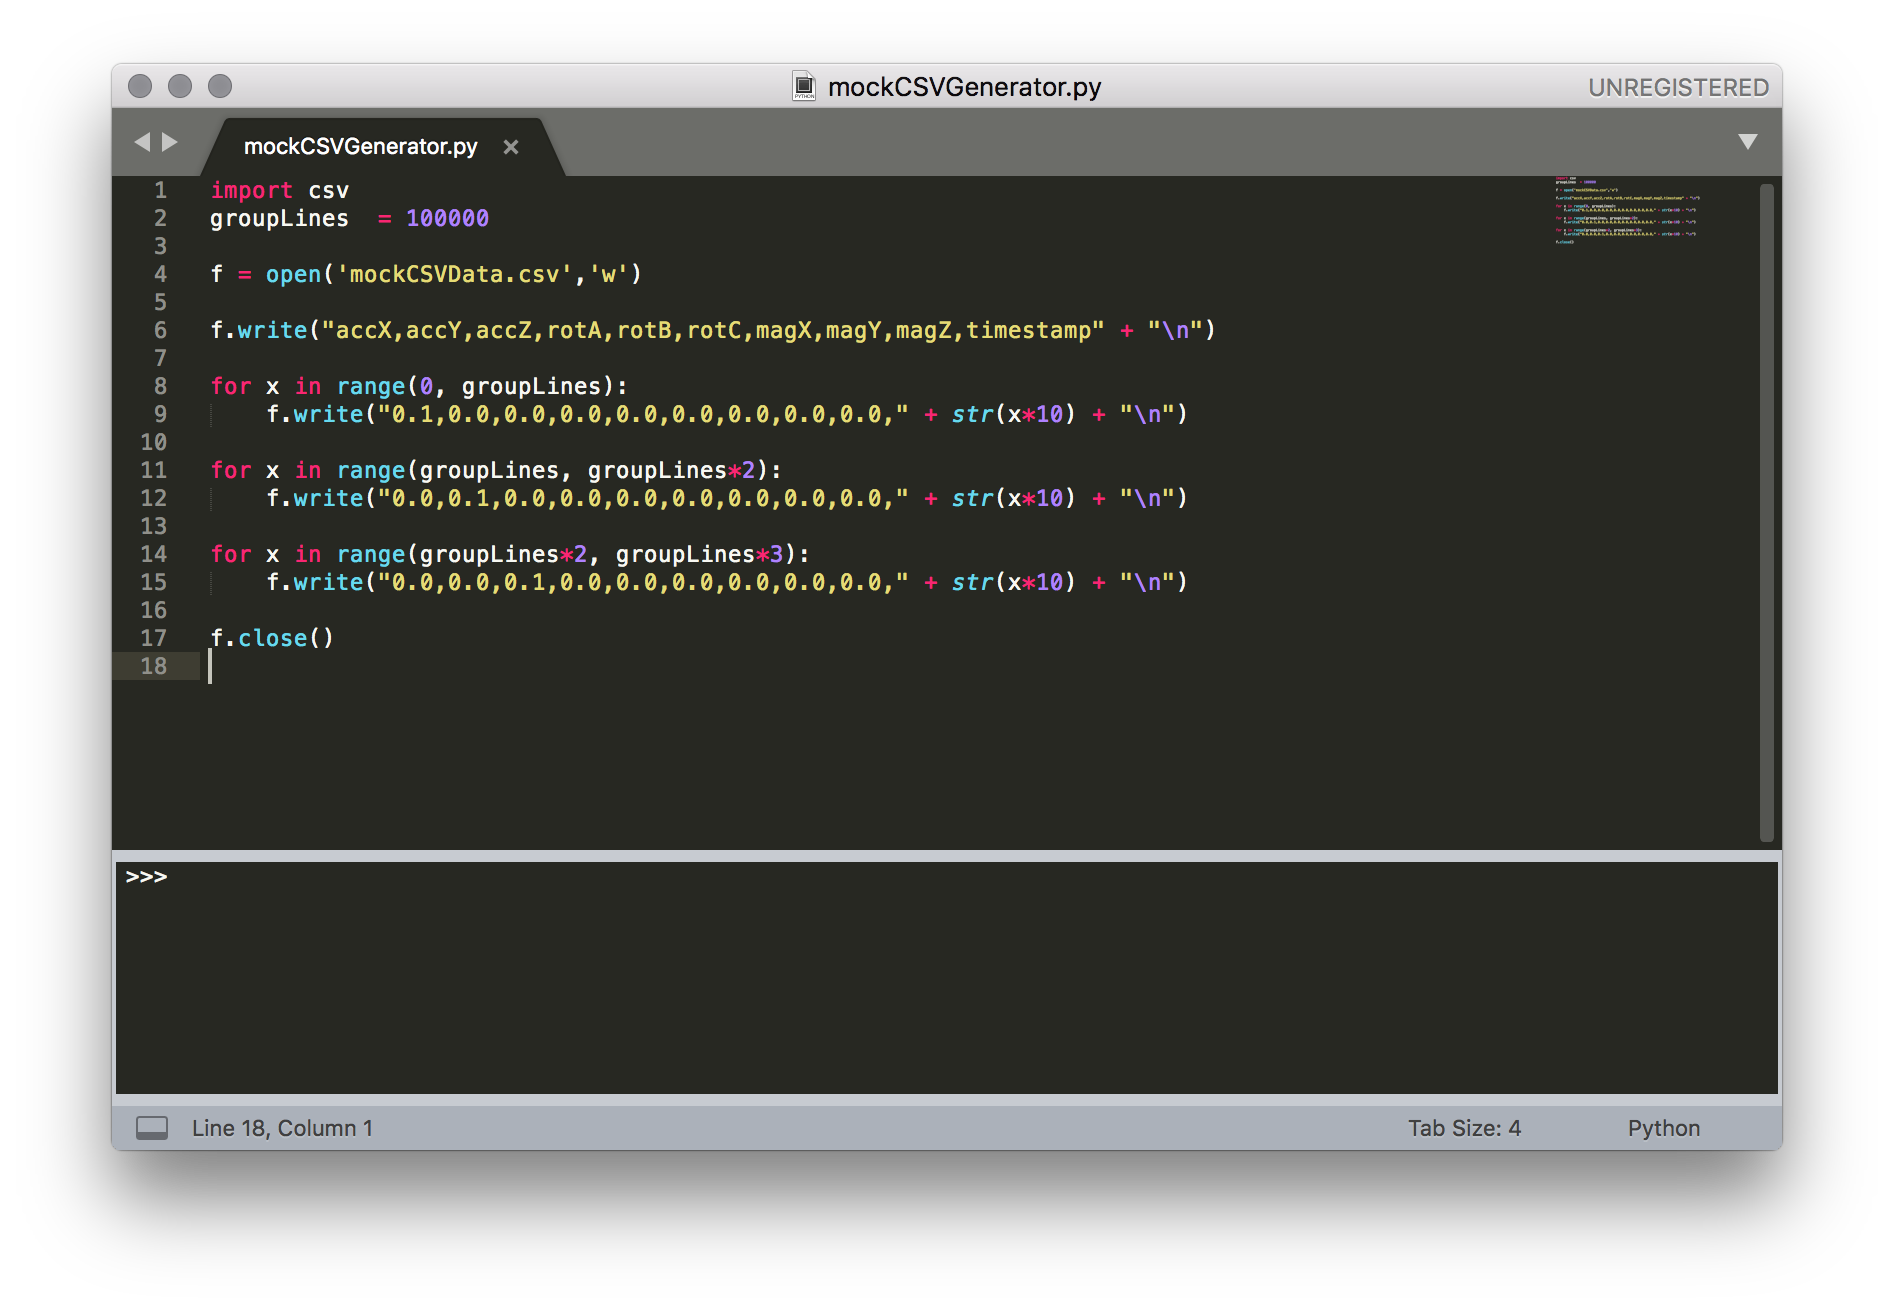 mockCSVGenerator.py
UNREGISTERED
mockCSVGenerator.py ×
1 import csv
2 groupLines  = 100000
3
4 f = open('mockCSVData.csv','w')
5
6 f.write("accX,accY,accZ,rotA,rotB,rotC,magX,magY,magZ,timestamp" + "\n")
7
8 for x in range(0, groupLines):
9     f.write("0.1,0.0,0.0,0.0,0.0,0.0,0.0,0.0,0.0," + str(x*10) + "\n")
10
11 for x in range(groupLines, groupLines*2):
12     f.write("0.0,0.1,0.0,0.0,0.0,0.0,0.0,0.0,0.0," + str(x*10) + "\n")
13
14 for x in range(groupLines*2, groupLines*3):
15     f.write("0.0,0.0,0.1,0.0,0.0,0.0,0.0,0.0,0.0," + str(x*10) + "\n")
16
17 f.close()
18
>>>
Line 18, Column 1
Tab Size: 4
Python